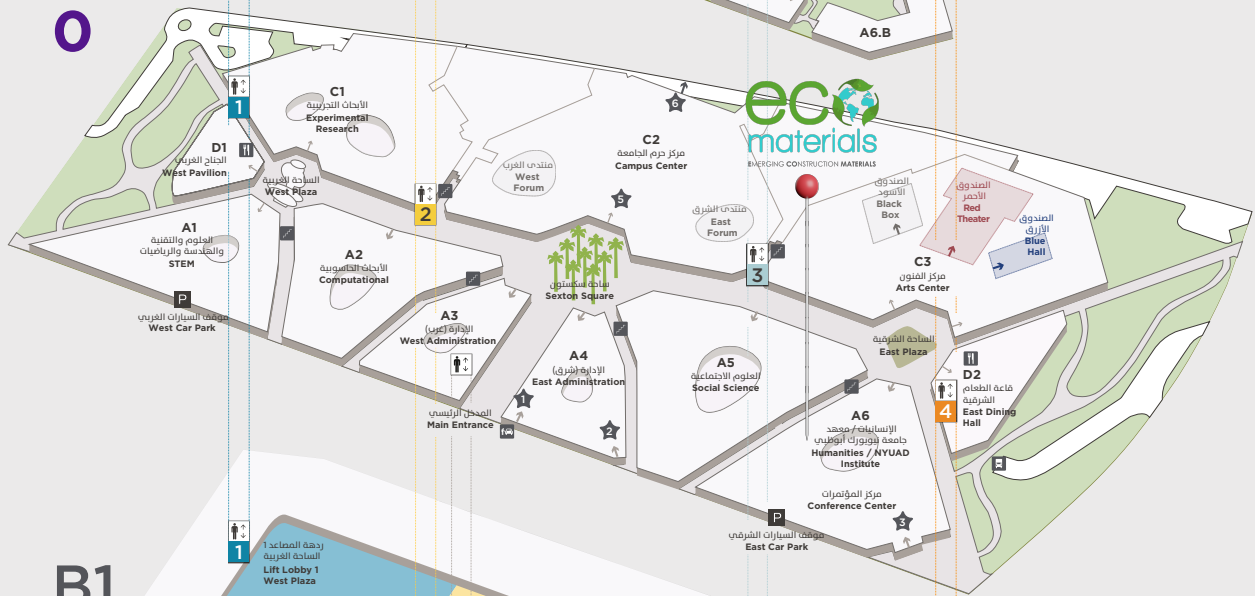 0
A6.B
1
C1
الأبحاث التجريبية
Experimental
Research
6
eco
materials
EMERGING CONSTRUCTION MATERIALS
D1
الجناح الغربي
West Pavilion
الساحة الغربية
West Plaza
C2
مركز حرم الجامعة
Campus Center
منتدى الغرب
West
Forum
2
5
منتدى الشرق
East
Forum
الصندوق
الأسود
Black
Box
الصندوق
الأحمر
Red
Theater
الصندوق
الأزرق
Blue
Hall
A1
العلوم والتقنية
والهندسة والرياضيات
STEM
A2
الأبحاث الحاسوبية
Computational
ساحة سكستون
Sexton Square
3
C3
مركز الفنون
Arts Center
P
موقف السيارات الغربي
West Car Park
A3
الإدارة (غرب)
West Administration
A4
الإدارة (شرق)
East Administration
A5
العلوم الاجتماعية
Social Science
الساحة الشرقية
East Plaza
D2
قاعة الطعام
الشرقية
East Dining
Hall
4
1
المدخل الرئيسي
Main Entrance
2
A6
الإنسانيات / معهد
جامعة نيويورك أبوظبي
Humanities / NYUAD
Institute
مركز المؤتمرات
Conference Center
3
P
موقف السيارات الشرقي
East Car Park
1
ردهة المصاعد 1
الساحة الغربية
Lift Lobby 1
West Plaza
B1